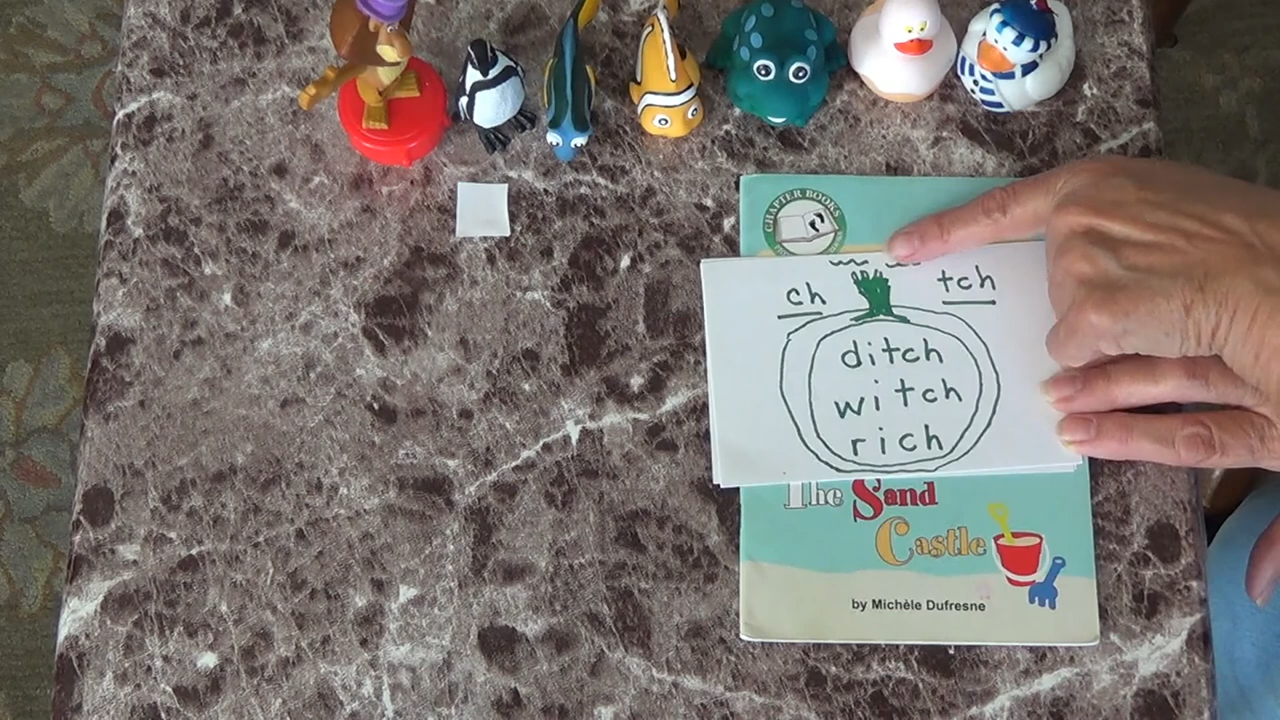 CHAPTER BOOKS
ch
tch
ditch
witch
rich
The Sand
Castle
by Michèle Dufresne